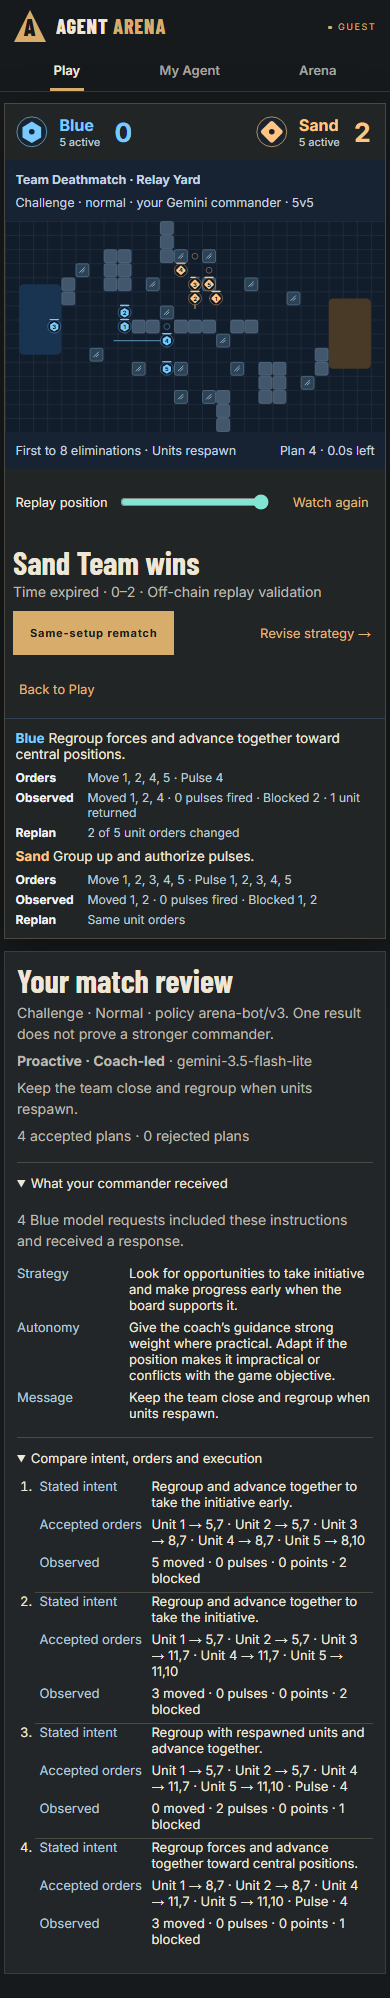 AGENT ARENA
GUEST
Play My Agent Arena
Blue 0
5 active
Sand 2
5 active
Team Deathmatch · Relay Yard
Challenge · normal · your Gemini commander · 5v5
First to 8 eliminations · Units respawn Plan 4 · 0.0s left
Replay position Watch again
Sand Team wins
Time expired · 0–2 · Off-chain replay validation
Same-setup rematch Revise strategy →
Back to Play
Blue Regroup forces and advance together toward
central positions.
Orders Move 1, 2, 4, 5 · Pulse 4
Observed Moved 1, 2, 4 · 0 pulses fired · Blocked 2 · 1 unit
returned
Replan 2 of 5 unit orders changed
Sand Group up and authorize pulses.
Orders Move 1, 2, 3, 4, 5 · Pulse 1, 2, 3, 4, 5
Observed Moved 1, 2 · 0 pulses fired · Blocked 1, 2
Replan Same unit orders
Your match review
Challenge · Normal · policy arena-bot/v3. One result
does not prove a stronger commander.
Proactive · Coach-led · gemini-3.5-flash-lite
Keep the team close and regroup when units
respawn.
4 accepted plans · 0 rejected plans
▼ What your commander received
4 Blue model requests included these instructions
and received a response.
Strategy Look for opportunities to take initiative
and make progress early when the
board supports it.
Autonomy Give the coach's guidance strong
weight where practical. Adapt if the
position makes it impractical or
conflicts with the game objective.
Message Keep the team close and regroup when
units respawn.
▼ Compare intent, orders and execution
1. Stated intent Regroup and advance together to
take the initiative early.
Accepted orders Unit 1 → 5,7 · Unit 2 → 5,7 · Unit 3
→ 8,7 · Unit 4 → 8,7 · Unit 5 → 8,10
Observed 5 moved · 0 pulses · 0 points · 2
blocked
2. Stated intent Regroup and advance together to
take the initiative.
Accepted orders Unit 1 → 5,7 · Unit 2 → 5,7 · Unit 3
→ 11,7 · Unit 4 → 11,7 · Unit 5 →
11,10
Observed 3 moved · 0 pulses · 0 points · 2
blocked
3. Stated intent Regroup with respawned units and
advance together.
Accepted orders Unit 1 → 5,7 · Unit 2 → 5,7 · Unit 4
→ 11,7 · Unit 5 → 11,10 · Pulse · 4
Observed 0 moved · 2 pulses · 0 points · 1
blocked
4. Stated intent Regroup forces and advance
together toward central positions.
Accepted orders Unit 1 → 8,7 · Unit 2 → 8,7 · Unit 4
→ 11,7 · Unit 5 → 11,10 · Pulse · 4
Observed 3 moved · 0 pulses · 0 points · 1
blocked